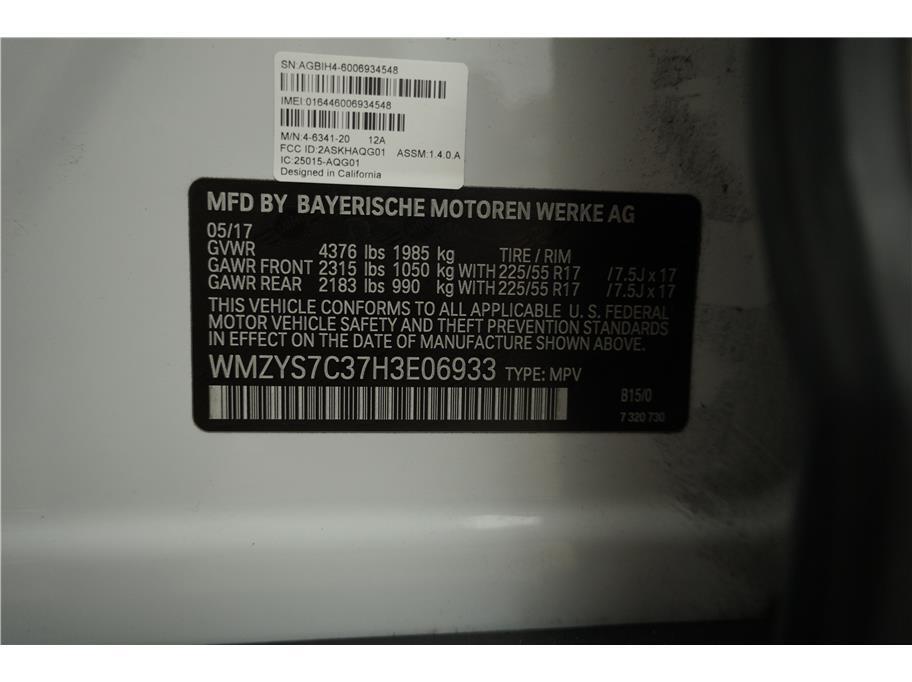 SN:AGBIH4-6006934548
IMEI:016446006934548
M/N:4-6341-20 12A
FCC ID:2ASKHAQG01 ASSM:1.4.0.A
IC:25015-AQG01
Designed in California
MFD BY BAYERISCHE MOTOREN WERKE AG
05/17
GVWR 4376 lbs 1985 kg TIRE / RIM
GAWR FRONT 2315 lbs 1050 kg WITH 225/55 R17 / 7.5J x 17
GAWR REAR 2183 lbs 990 kg WITH 225/55 R17 / 7.5J x 17
THIS VEHICLE CONFORMS TO ALL APPLICABLE U. S. FEDERAL
MOTOR VEHICLE SAFETY AND THEFT PREVENTION STANDARDS
IN EFFECT ON THE DATE OF MANUFACTURE SHOWN ABOVE.
WMZYS7C37H3E06933 TYPE: MPV
B15/0
7 320 730